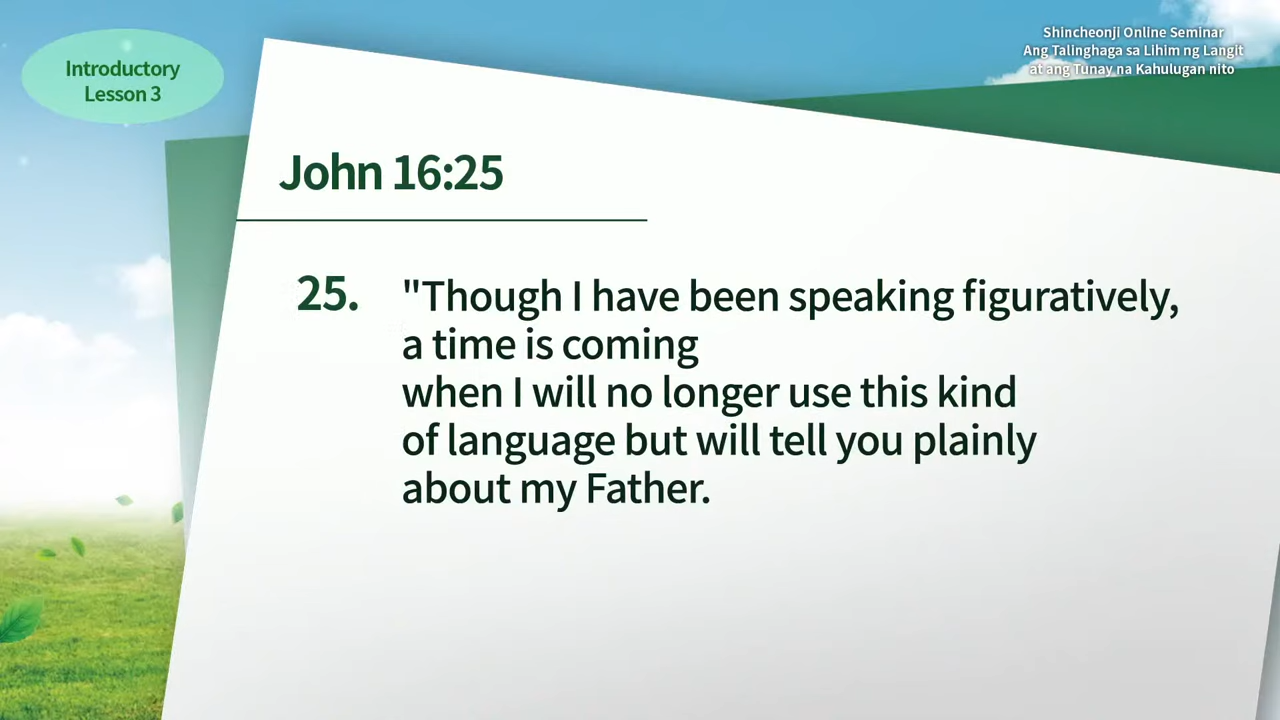 Introductory
Lesson 3
Shincheonji Online Seminar
Ang Talinghaga sa Lihim ng Langit
at ang Tunay na Kahulugan nito
John 16:25
25. "Though I have been speaking figuratively,
a time is coming
when I will no longer use this kind
of language but will tell you plainly
about my Father.